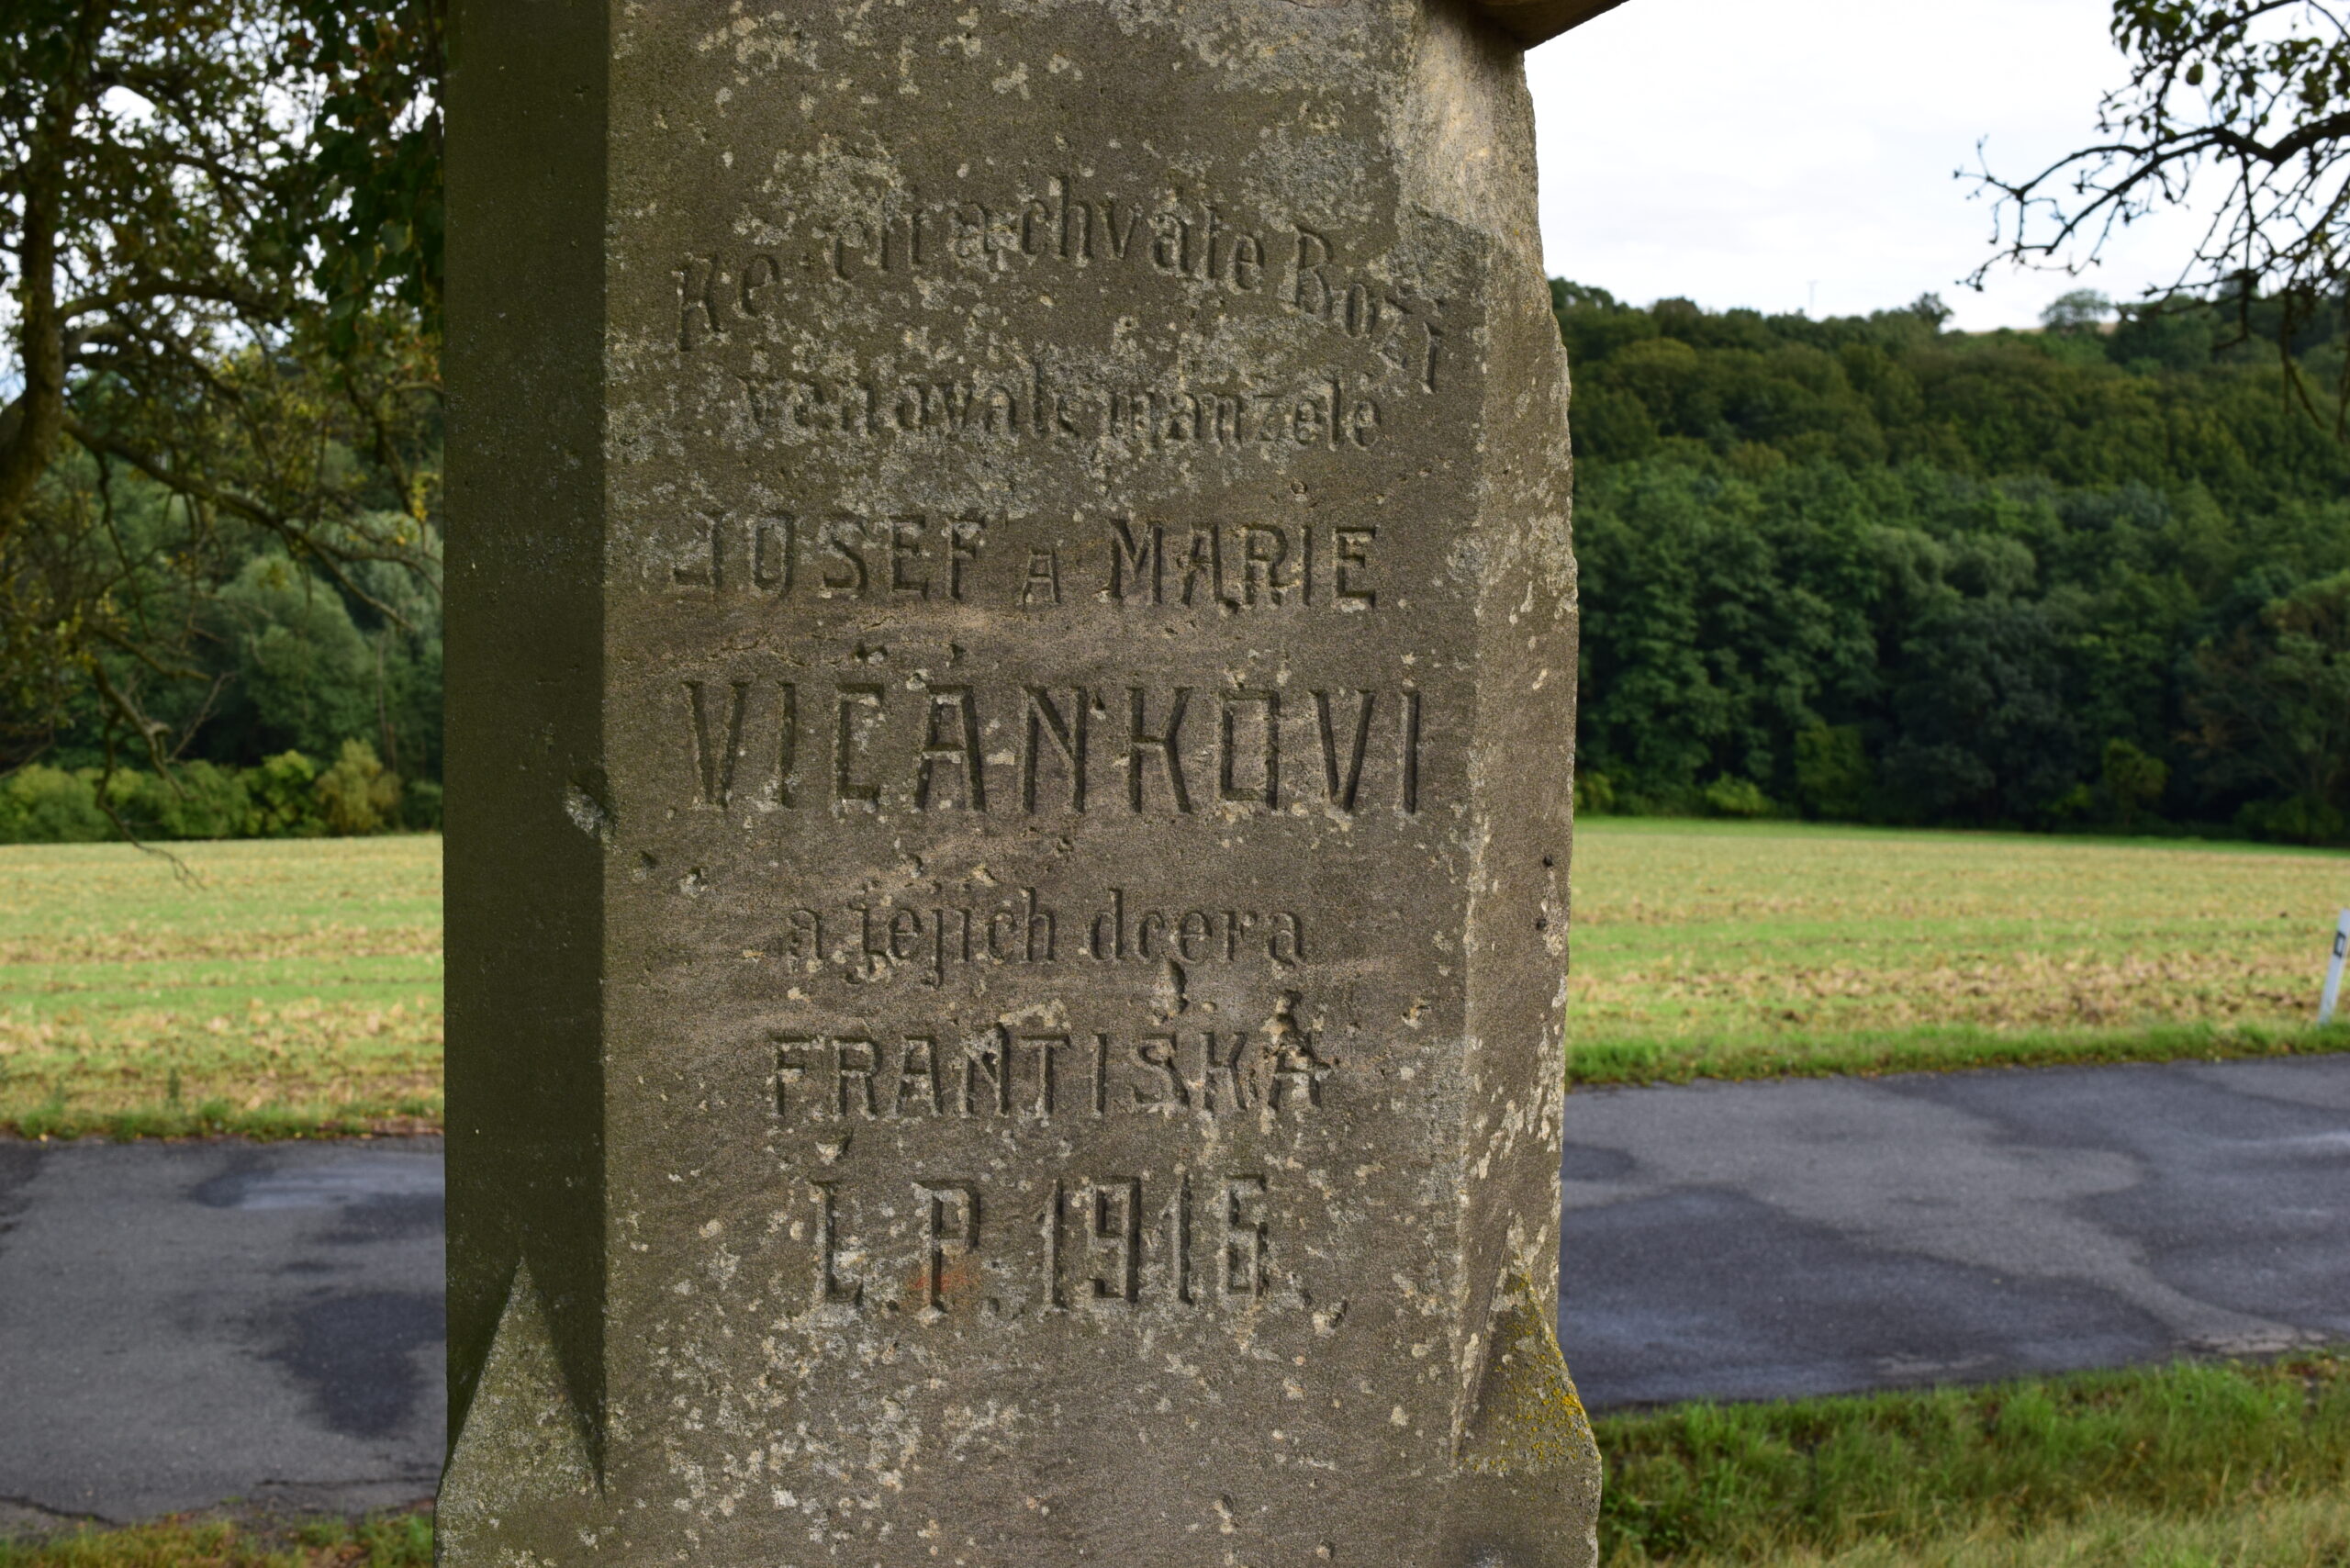 Ke cti a chvále Boží
věnovali manželé
JOSEF A MARIE
VIČÁNKOVI
a jejich dcera
FRANTIŠKA
L.P. 1916.